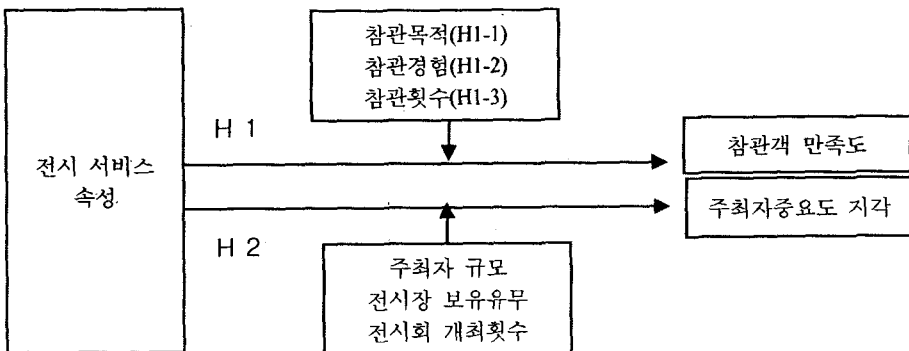 참관목적(H1-1)
참관경험(H1-2)
참관횟수(H1-3)
H 1
전시 서비스
속성
참관객 만족도
주최자중요도 지각
H 2
주최자 규모
전시장 보유유무
전시회 개최횟수